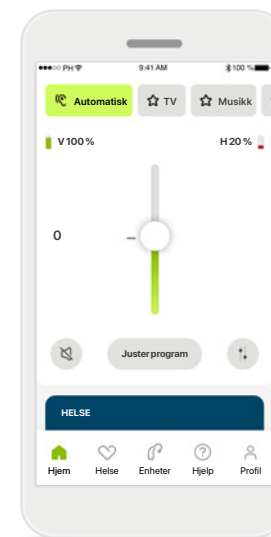 PH 9:41 AM 100 %
Automatisk TV Musikk
V 100 % H 20 %
0
Juster program
HELSE
Hjem Helse Enheter Hjelp Profil